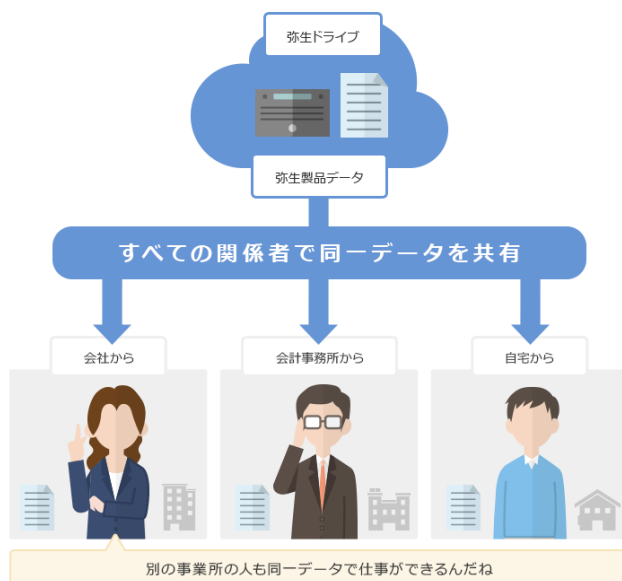 弥生ドライブ
弥生製品データ
すべての関係者で同一データを共有
会社から
会計事務所から
自宅から
別の事業所の人も同一データで仕事ができるんだね